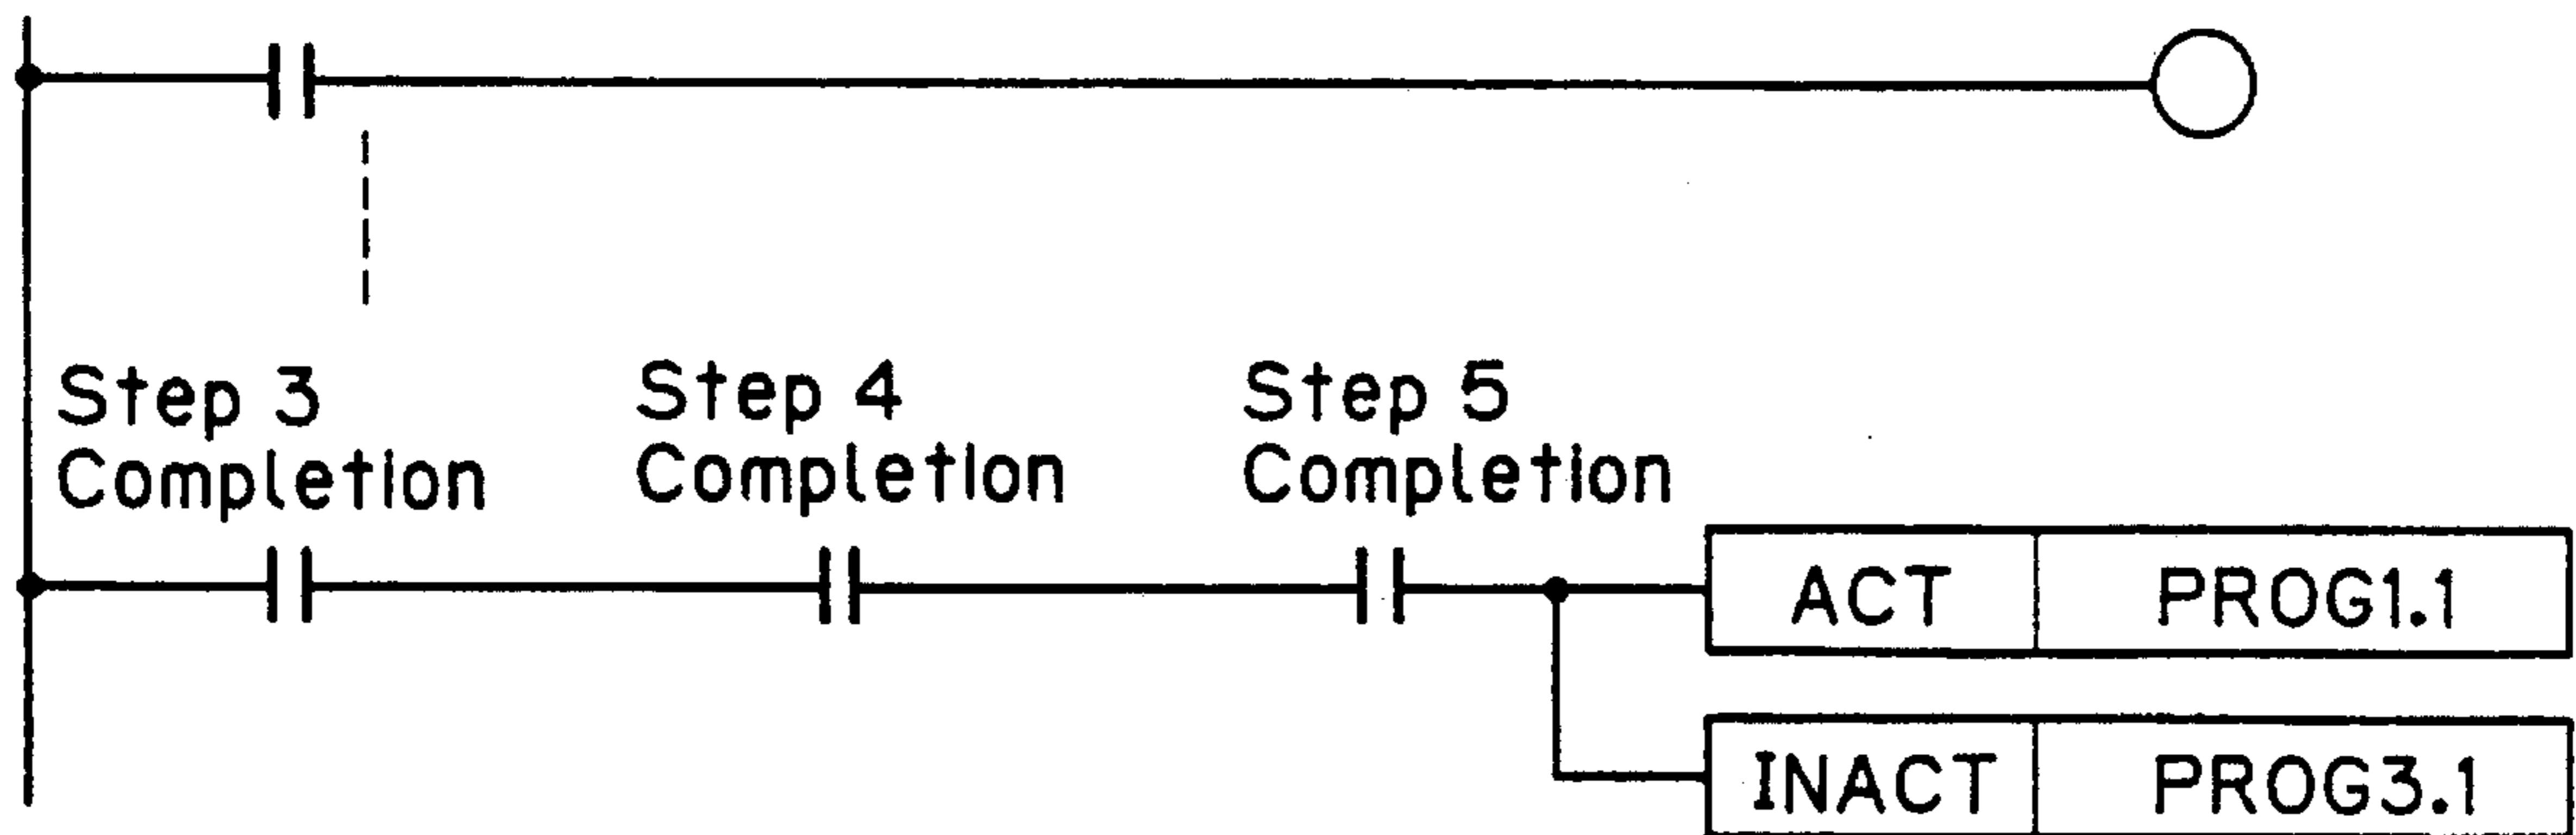 Step 3
Completion
Step 4
Completion
Step 5
Completion
ACT PROG1.1
INACT PROG3.1